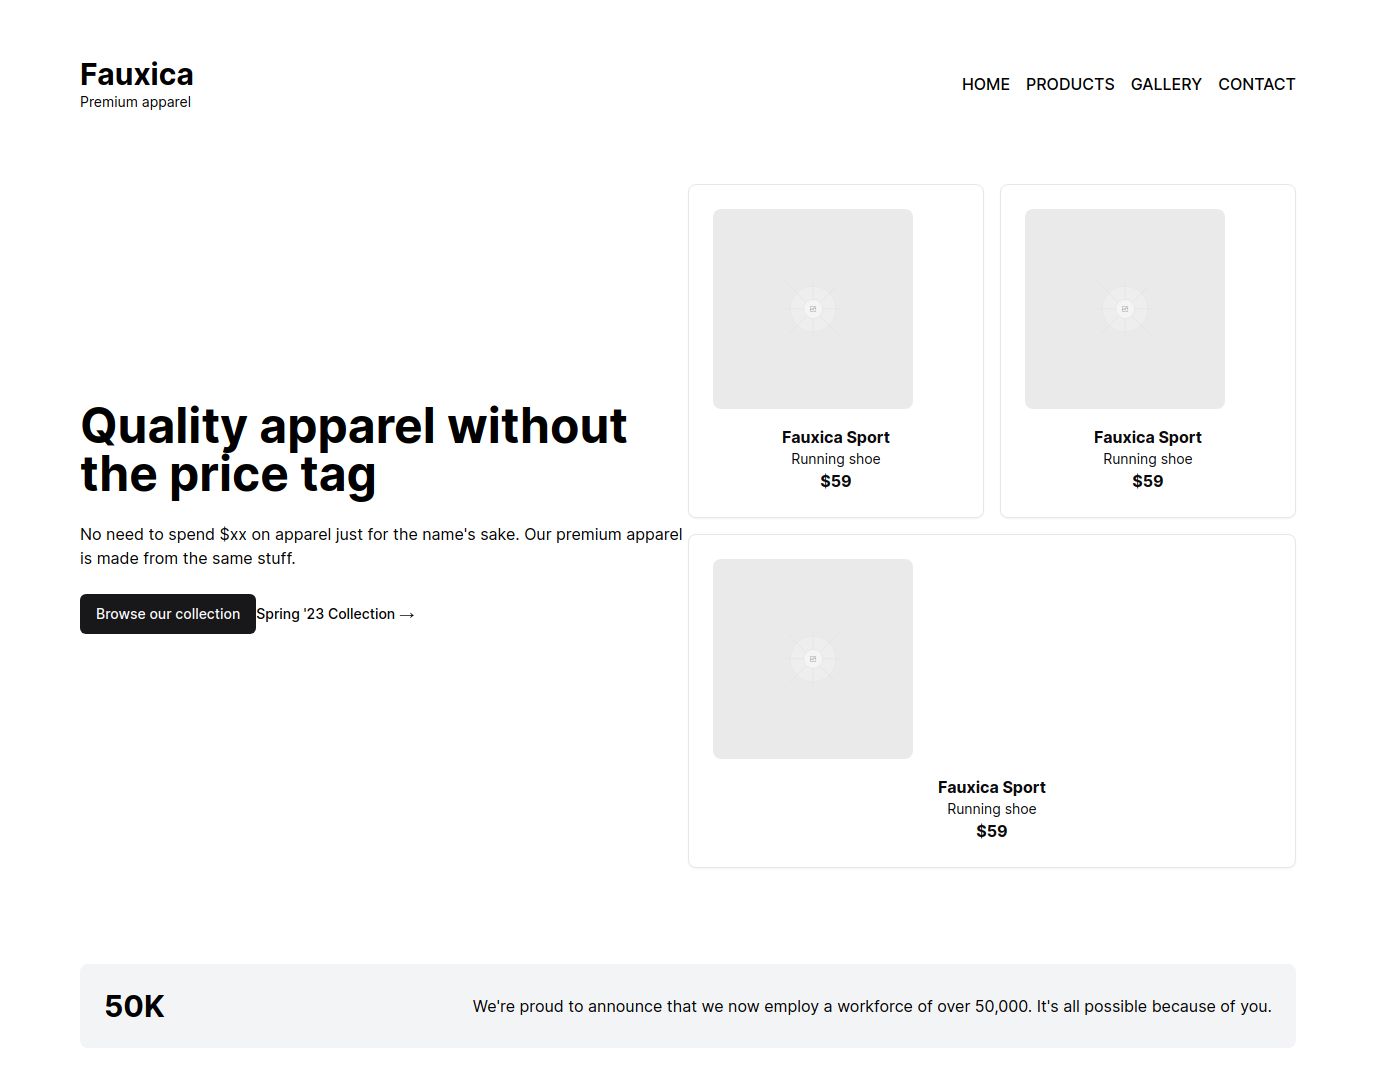 Fauxica
Premium apparel
HOME PRODUCTS GALLERY CONTACT
Quality apparel without
the price tag
No need to spend $xx on apparel just for the name's sake. Our premium apparel
is made from the same stuff.
Browse our collection
Spring '23 Collection →
Fauxica Sport
Running shoe
$59
Fauxica Sport
Running shoe
$59
Fauxica Sport
Running shoe
$59
50K
We're proud to announce that we now employ a workforce of over 50,000. It's all possible because of you.